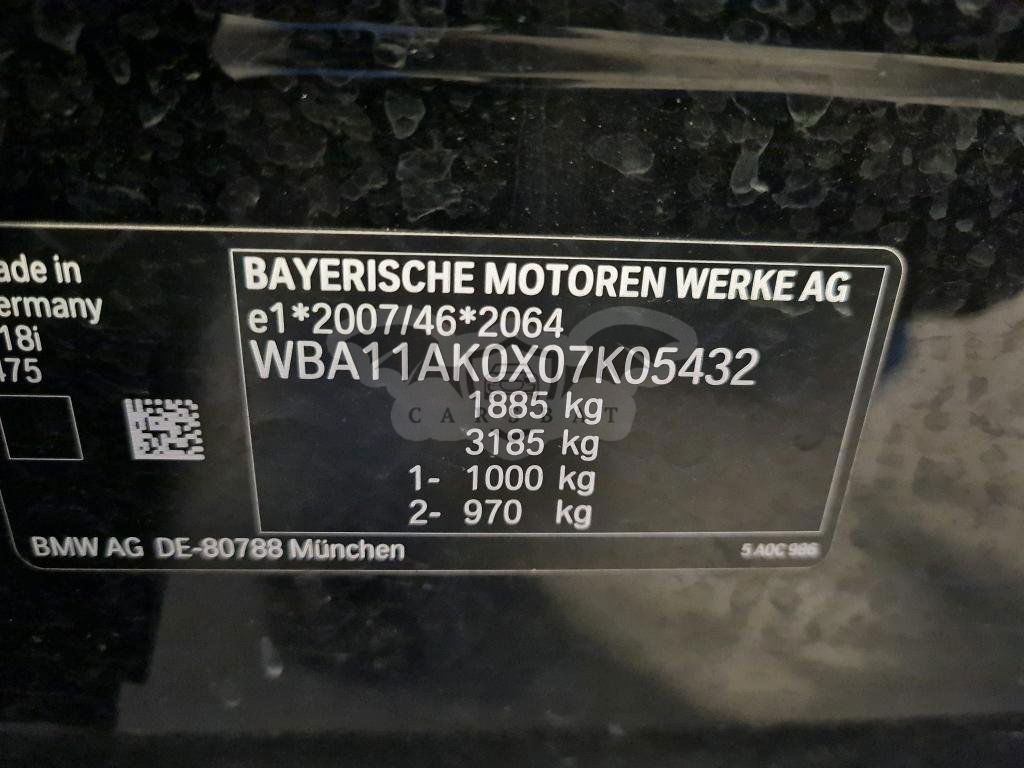 ade in
ermany
18i
475
BAYERISCHE MOTOREN WERKE AG
e1*2007/46*2064
WBA11AK0X07K05432
1885 kg
3185 kg
1- 1000 kg
2- 970 kg
BMW AG DE-80788 München
5 A0C 986